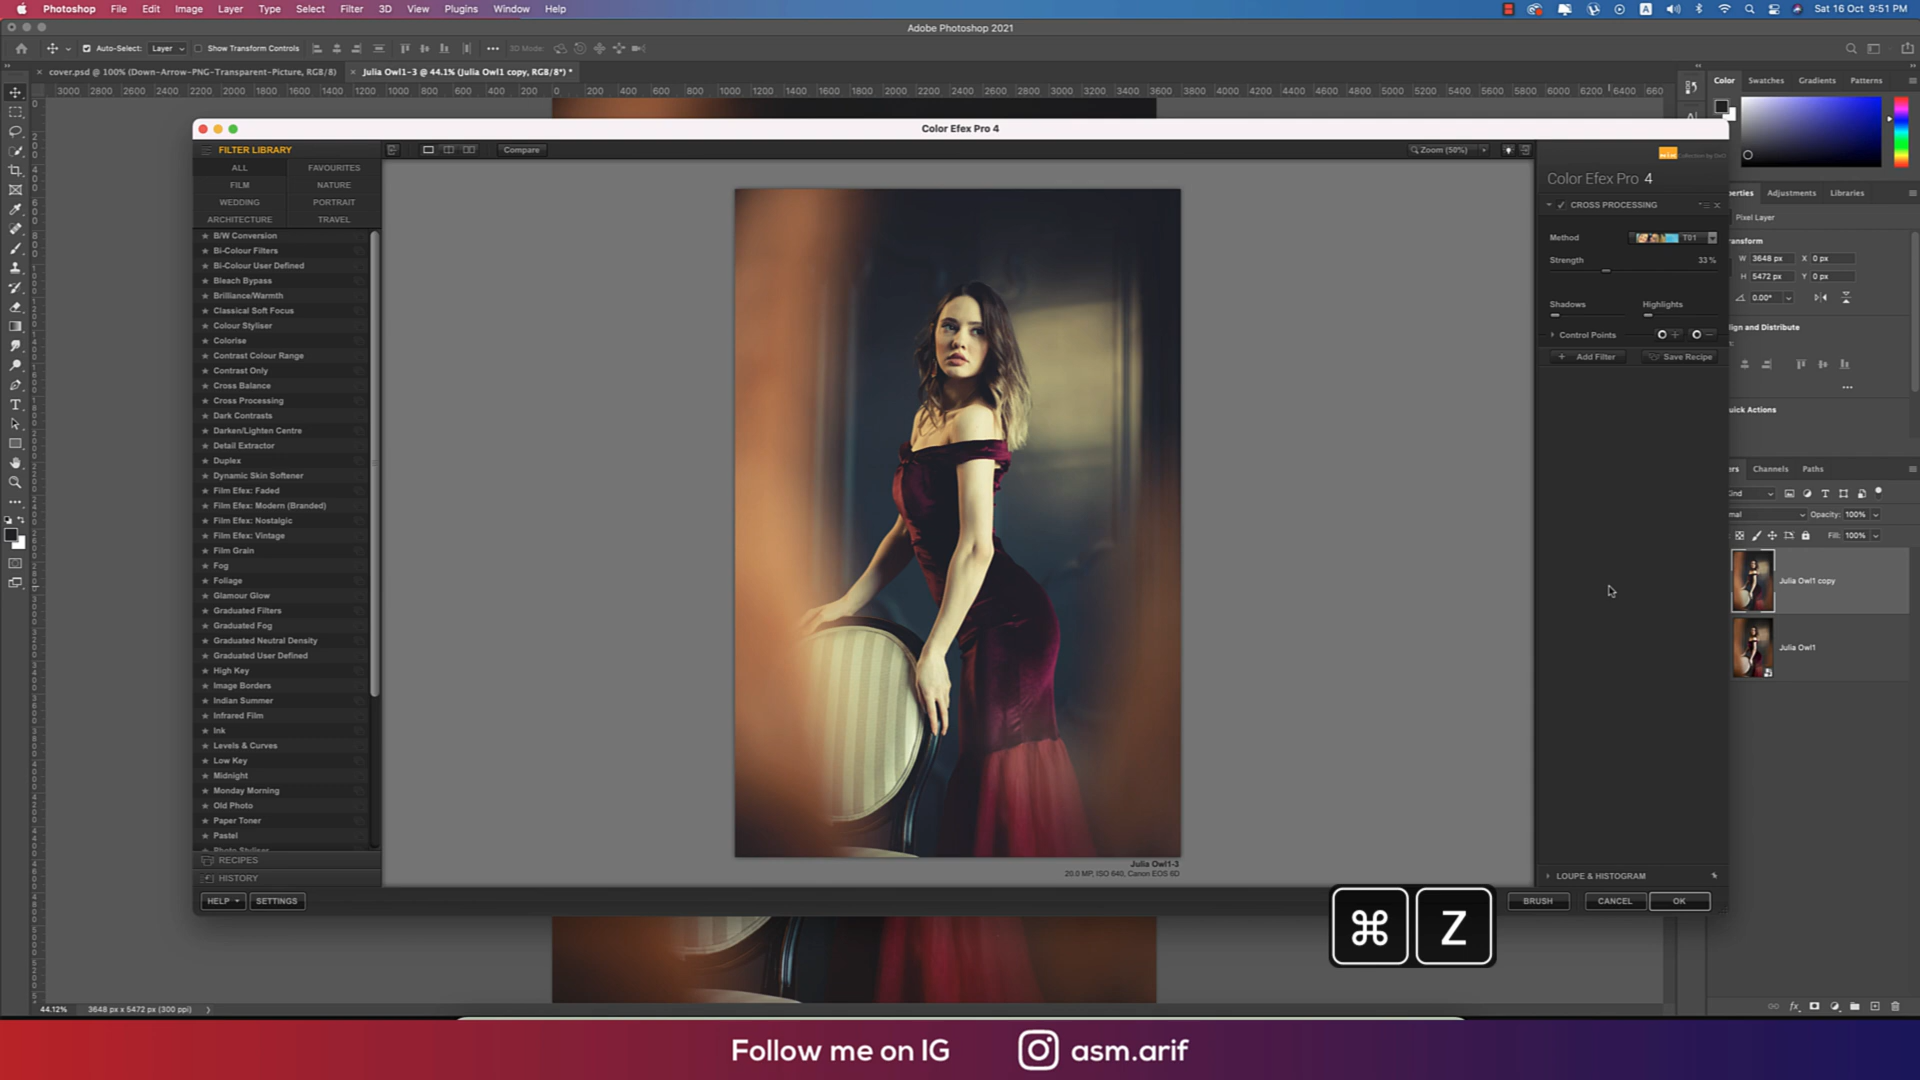 Photoshop File Edit Image Layer Type Select Filter 3D View Plugins Window Help
Sat 16 Oct 9:51 PM
Adobe Photoshop 2021
Auto-Select: Layer Show Transform Controls 3D Mode:
cover.psd @ 100% (Down-Arrow-PNG-Transparent-Picture, RGB/8)
Julia Owl1-3 @ 44.1% (Julia Owl1 copy, RGB/8*) *
Color Swatches Gradients Patterns
Color Efex Pro 4
FILTER LIBRARY
Compare
Zoom (50%)
ALL FAVOURITES
FILM NATURE
WEDDING PORTRAIT
ARCHITECTURE TRAVEL
B/W Conversion
Bi-Colour Filters
Bi-Colour User Defined
Bleach Bypass
Brilliance/Warmth
Classical Soft Focus
Colour Styliser
Colorise
Contrast Colour Range
Contrast Only
Cross Balance
Cross Processing
Dark Contrasts
Darken/Lighten Centre
Detail Extractor
Duplex
Dynamic Skin Softener
Film Efex: Faded
Film Efex: Modern (Branded)
Film Efex: Nostalgic
Film Efex: Vintage
Film Grain
Fog
Foliage
Glamour Glow
Graduated Filters
Graduated Fog
Graduated Neutral Density
Graduated User Defined
High Key
Image Borders
Indian Summer
Infrared Film
Ink
Levels & Curves
Low Key
Midnight
Monday Morning
Old Photo
Paper Toner
Pastel
RECIPES
HISTORY
HELP SETTINGS
Julia Owl1-3
20.0 MP, ISO 640, Canon EOS 6D
Color Efex Pro 4
CROSS PROCESSING
Method T01
Strength 33%
Shadows Highlights
Control Points
Add Filter Save Recipe
LOUPE & HISTOGRAM
BRUSH CANCEL OK
⌘ Z
erties Adjustments Libraries
Pixel Layer
ransform
W 3648 px X 0 px
H 5472 px Y 0 px
0.00°
lign and Distribute
uick Actions
ers Channels Paths
Kind
mal Opacity: 100%
Fill: 100%
Julia Owl1 copy
Julia Owl1
44.12% 3648 px x 5472 px (300 ppi)
Follow me on IG asm.arif